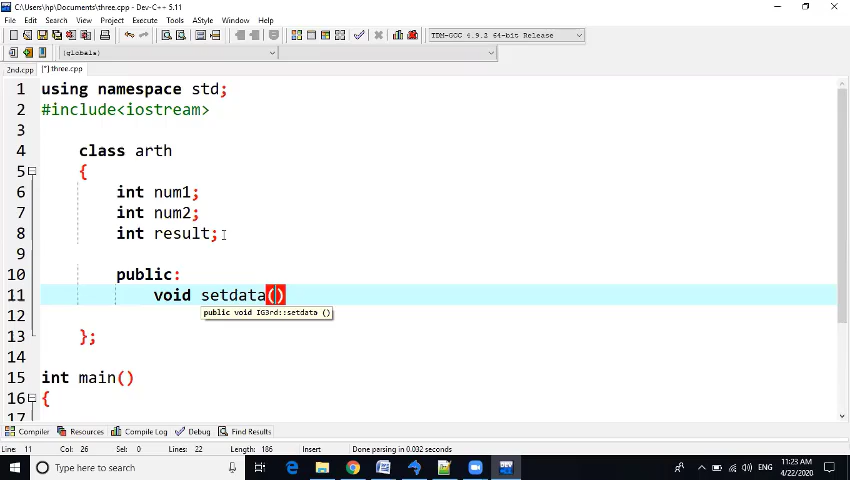 C:\Users\hp\Documents\three.cpp - Dev-C++ 5.11
File Edit Search View Project Execute Tools AStyle Window Help
TDM-GCC 4.9.2 64-bit Release
(globals)
2nd.cpp [*] three.cpp
1 using namespace std;
2 #include<iostream>
3
4 class arth
5 {
6 int num1;
7 int num2;
8 int result;
9
10 public:
11 void setdata()
public void IG3rd::setdata ()
12
13 };
14
15 int main()
16 {
17
Compiler Resources Compile Log Debug Find Results
Line: 11 Col: 26 Sel: 0 Lines: 22 Length: 186 Insert Done parsing in 0.032 seconds
Type here to search
ENG
11:23 AM
4/22/2020